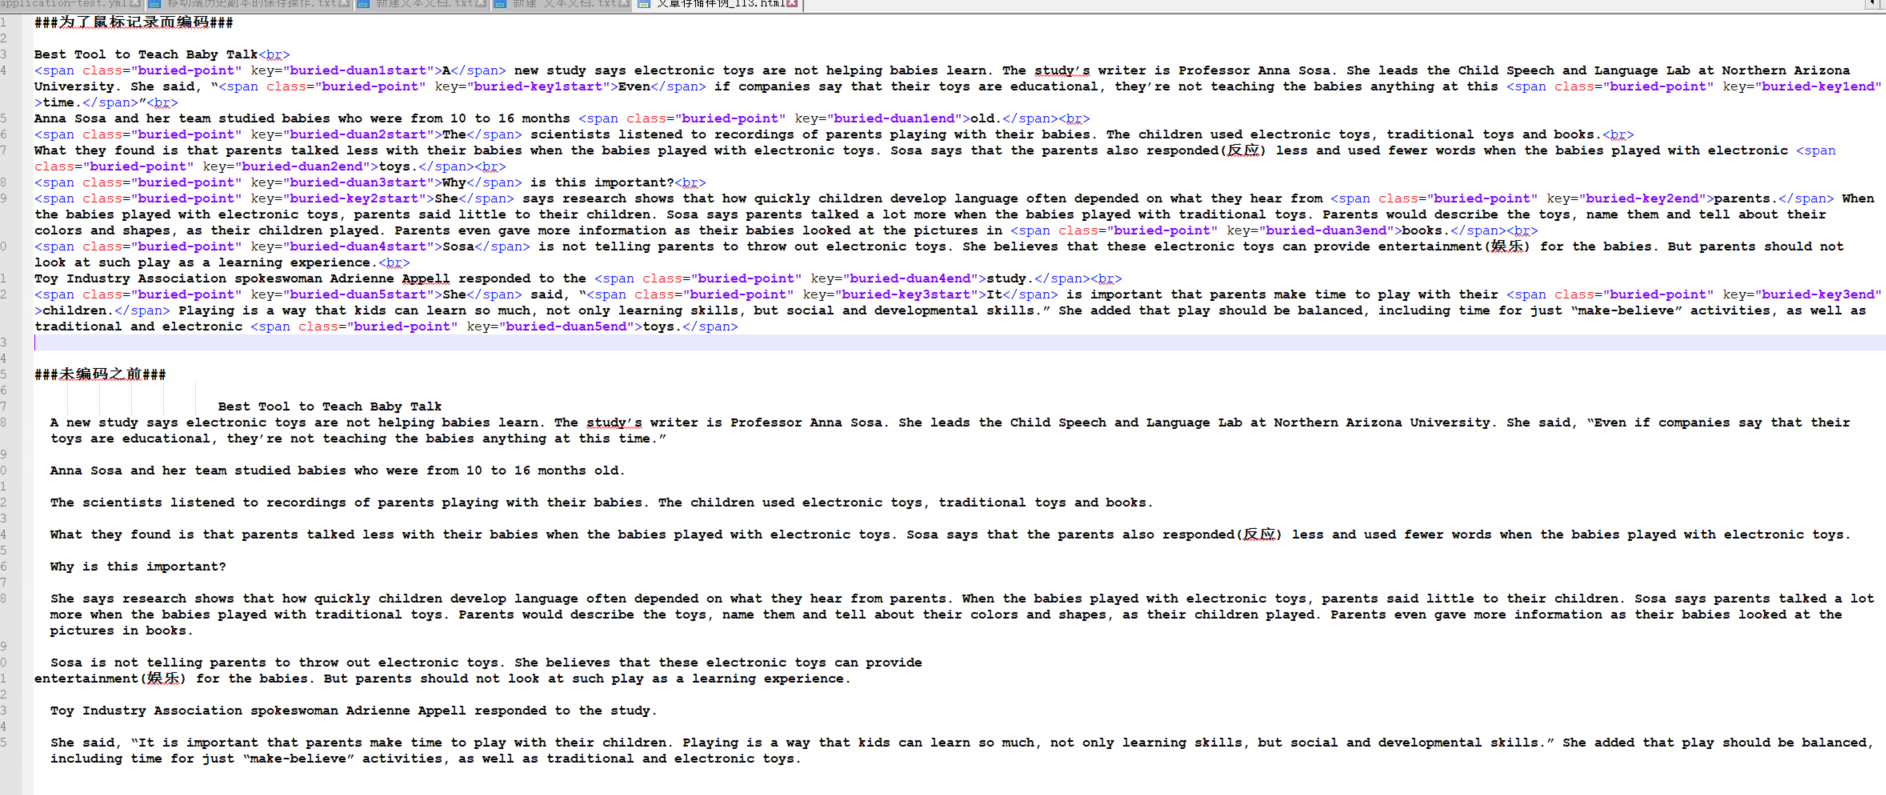 application-test.yml
移动端历史副本的保存操作.txt
新建文本文档.txt
新建 文本文档.txt
文章存储样例_113.html
1 ###为了鼠标记录而编码###
2
3 Best Tool to Teach Baby Talk<br>
4 <span class="buried-point" key="buried-duan1start">A</span> new study says electronic toys are not helping babies learn. The study’s writer is Professor Anna Sosa. She leads the Child Speech and Language Lab at Northern Arizona
University. She said, “<span class="buried-point" key="buried-key1start">Even</span> if companies say that their toys are educational, they’re not teaching the babies anything at this <span class="buried-point" key="buried-key1end"
>time.</span>”<br>
5 Anna Sosa and her team studied babies who were from 10 to 16 months <span class="buried-point" key="buried-duan1end">old.</span><br>
6 <span class="buried-point" key="buried-duan2start">The</span> scientists listened to recordings of parents playing with their babies. The children used electronic toys, traditional toys and books.<br>
7 What they found is that parents talked less with their babies when the babies played with electronic toys. Sosa says that the parents also responded(反应) less and used fewer words when the babies played with electronic <span
class="buried-point" key="buried-duan2end">toys.</span><br>
8 <span class="buried-point" key="buried-duan3start">Why</span> is this important?<br>
9 <span class="buried-point" key="buried-key2start">She</span> says research shows that how quickly children develop language often depended on what they hear from <span class="buried-point" key="buried-key2end">parents.</span> When
the babies played with electronic toys, parents said little to their children. Sosa says parents talked a lot more when the babies played with traditional toys. Parents would describe the toys, name them and tell about their
colors and shapes, as their children played. Parents even gave more information as their babies looked at the pictures in <span class="buried-point" key="buried-duan3end">books.</span><br>
0 <span class="buried-point" key="buried-duan4start">Sosa</span> is not telling parents to throw out electronic toys. She believes that these electronic toys can provide entertainment(娱乐) for the babies. But parents should not
look at such play as a learning experience.<br>
1 Toy Industry Association spokeswoman Adrienne Appell responded to the <span class="buried-point" key="buried-duan4end">study.</span><br>
2 <span class="buried-point" key="buried-duan5start">She</span> said, “<span class="buried-point" key="buried-key3start">It</span> is important that parents make time to play with their <span class="buried-point" key="buried-key3end"
>children.</span> Playing is a way that kids can learn so much, not only learning skills, but social and developmental skills.” She added that play should be balanced, including time for just “make-believe” activities, as well as
traditional and electronic <span class="buried-point" key="buried-duan5end">toys.</span>
3
4
5 ###未编码之前###
6
7 Best Tool to Teach Baby Talk
8 A new study says electronic toys are not helping babies learn. The study’s writer is Professor Anna Sosa. She leads the Child Speech and Language Lab at Northern Arizona University. She said, “Even if companies say that their
toys are educational, they’re not teaching the babies anything at this time.”
9
0 Anna Sosa and her team studied babies who were from 10 to 16 months old.
1
2 The scientists listened to recordings of parents playing with their babies. The children used electronic toys, traditional toys and books.
3
4 What they found is that parents talked less with their babies when the babies played with electronic toys. Sosa says that the parents also responded(反应) less and used fewer words when the babies played with electronic toys.
5
6 Why is this important?
7
8 She says research shows that how quickly children develop language often depended on what they hear from parents. When the babies played with electronic toys, parents said little to their children. Sosa says parents talked a lot
more when the babies played with traditional toys. Parents would describe the toys, name them and tell about their colors and shapes, as their children played. Parents even gave more information as their babies looked at the
pictures in books.
9
0 Sosa is not telling parents to throw out electronic toys. She believes that these electronic toys can provide
1 entertainment(娱乐) for the babies. But parents should not look at such play as a learning experience.
2
3 Toy Industry Association spokeswoman Adrienne Appell responded to the study.
4
5 She said, “It is important that parents make time to play with their children. Playing is a way that kids can learn so much, not only learning skills, but social and developmental skills.” She added that play should be balanced,
including time for just “make-believe” activities, as well as traditional and electronic toys.